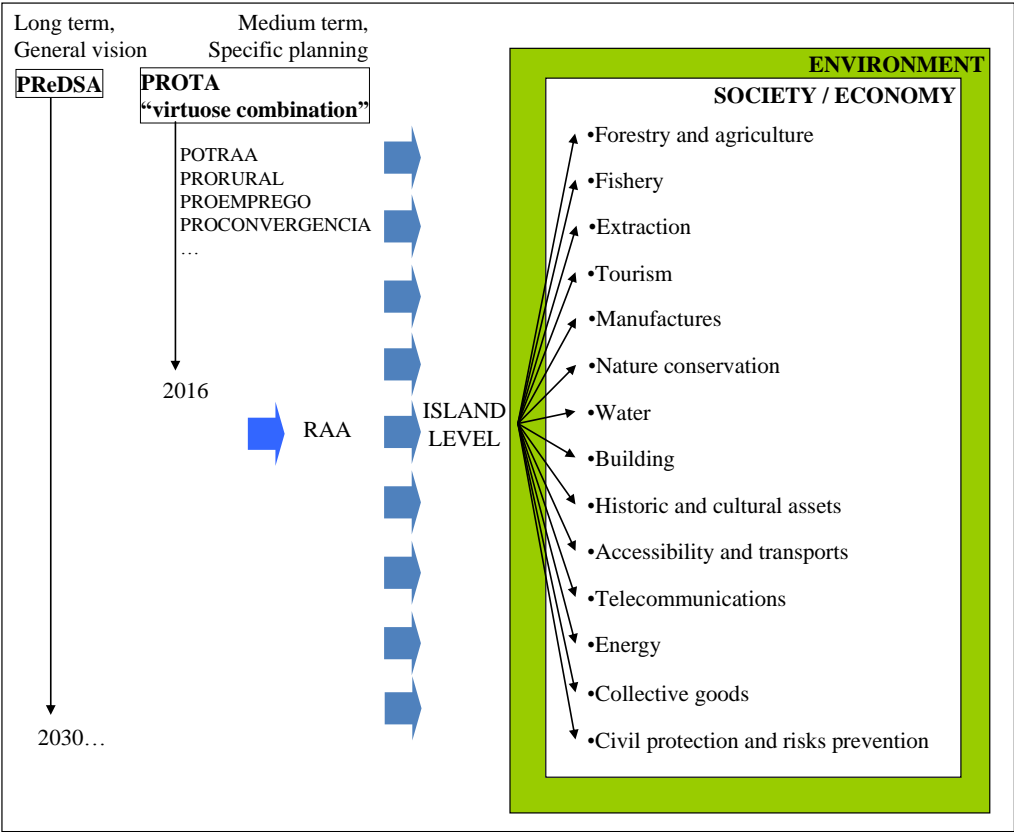 Long term,
General vision
PReDSA
2030…
Medium term,
Specific planning
PROTA
“virtuose combination”
POTRAA
PRORURAL
PROEMPREGO
PROCONVERGENCIA
…
2016
RAA
ISLAND
LEVEL
ENVIRONMENT
SOCIETY / ECONOMY
•Forestry and agriculture
•Fishery
•Extraction
•Tourism
•Manufactures
•Nature conservation
•Water
•Building
•Historic and cultural assets
•Accessibility and transports
•Telecommunications
•Energy
•Collective goods
•Civil protection and risks prevention